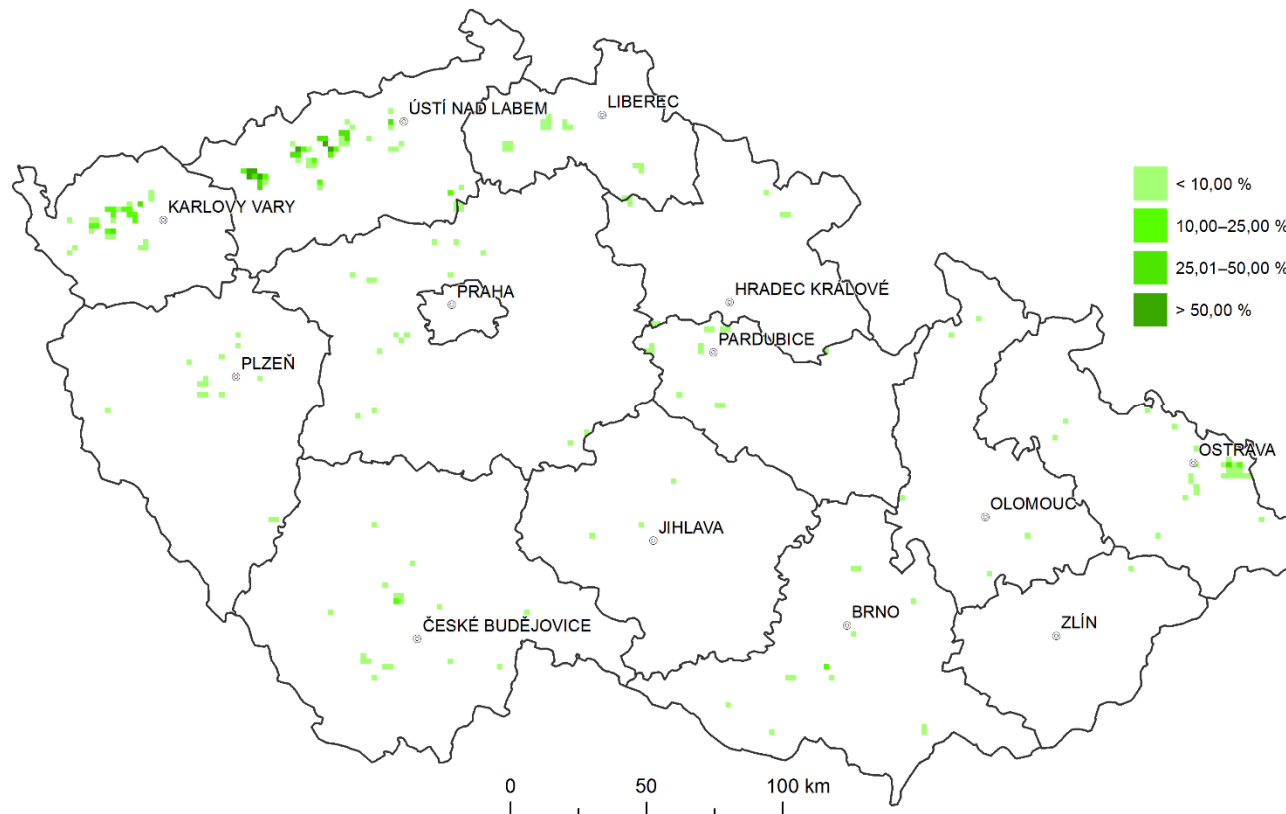 ÚSTÍ NAD LABEM
LIBEREC
KARLOVY VARY
PRAHA
HRADEC KRÁLOVÉ
PARDUBICE
PLZEŇ
OSTRAVA
OLOMOUC
JIHLAVA
BRNO
ZLÍN
ČESKÉ BUDĚJOVICE
< 10,00 %
10,00–25,00 %
25,01–50,00 %
> 50,00 %
0 50 100 km